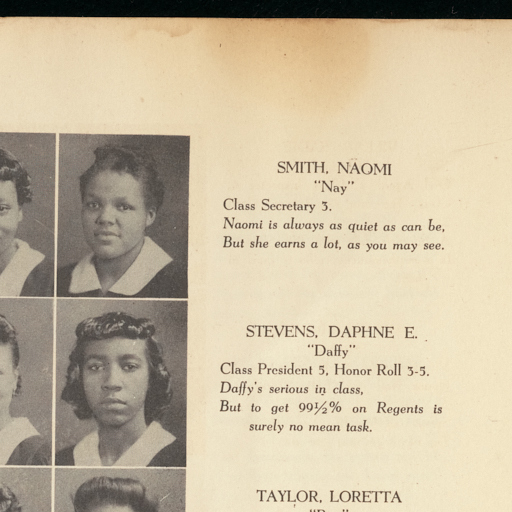 SMITH, NAOMI
"Nay"
Class Secretary 3.
Naomi is always as quiet as can be,
But she earns a lot, as you may see.
STEVENS, DAPHNE E.
"Daffy"
Class President 5, Honor Roll 3-5.
Daffy's serious in class,
But to get 99½% on Regents is
surely no mean task.
TAYLOR, LORETTA